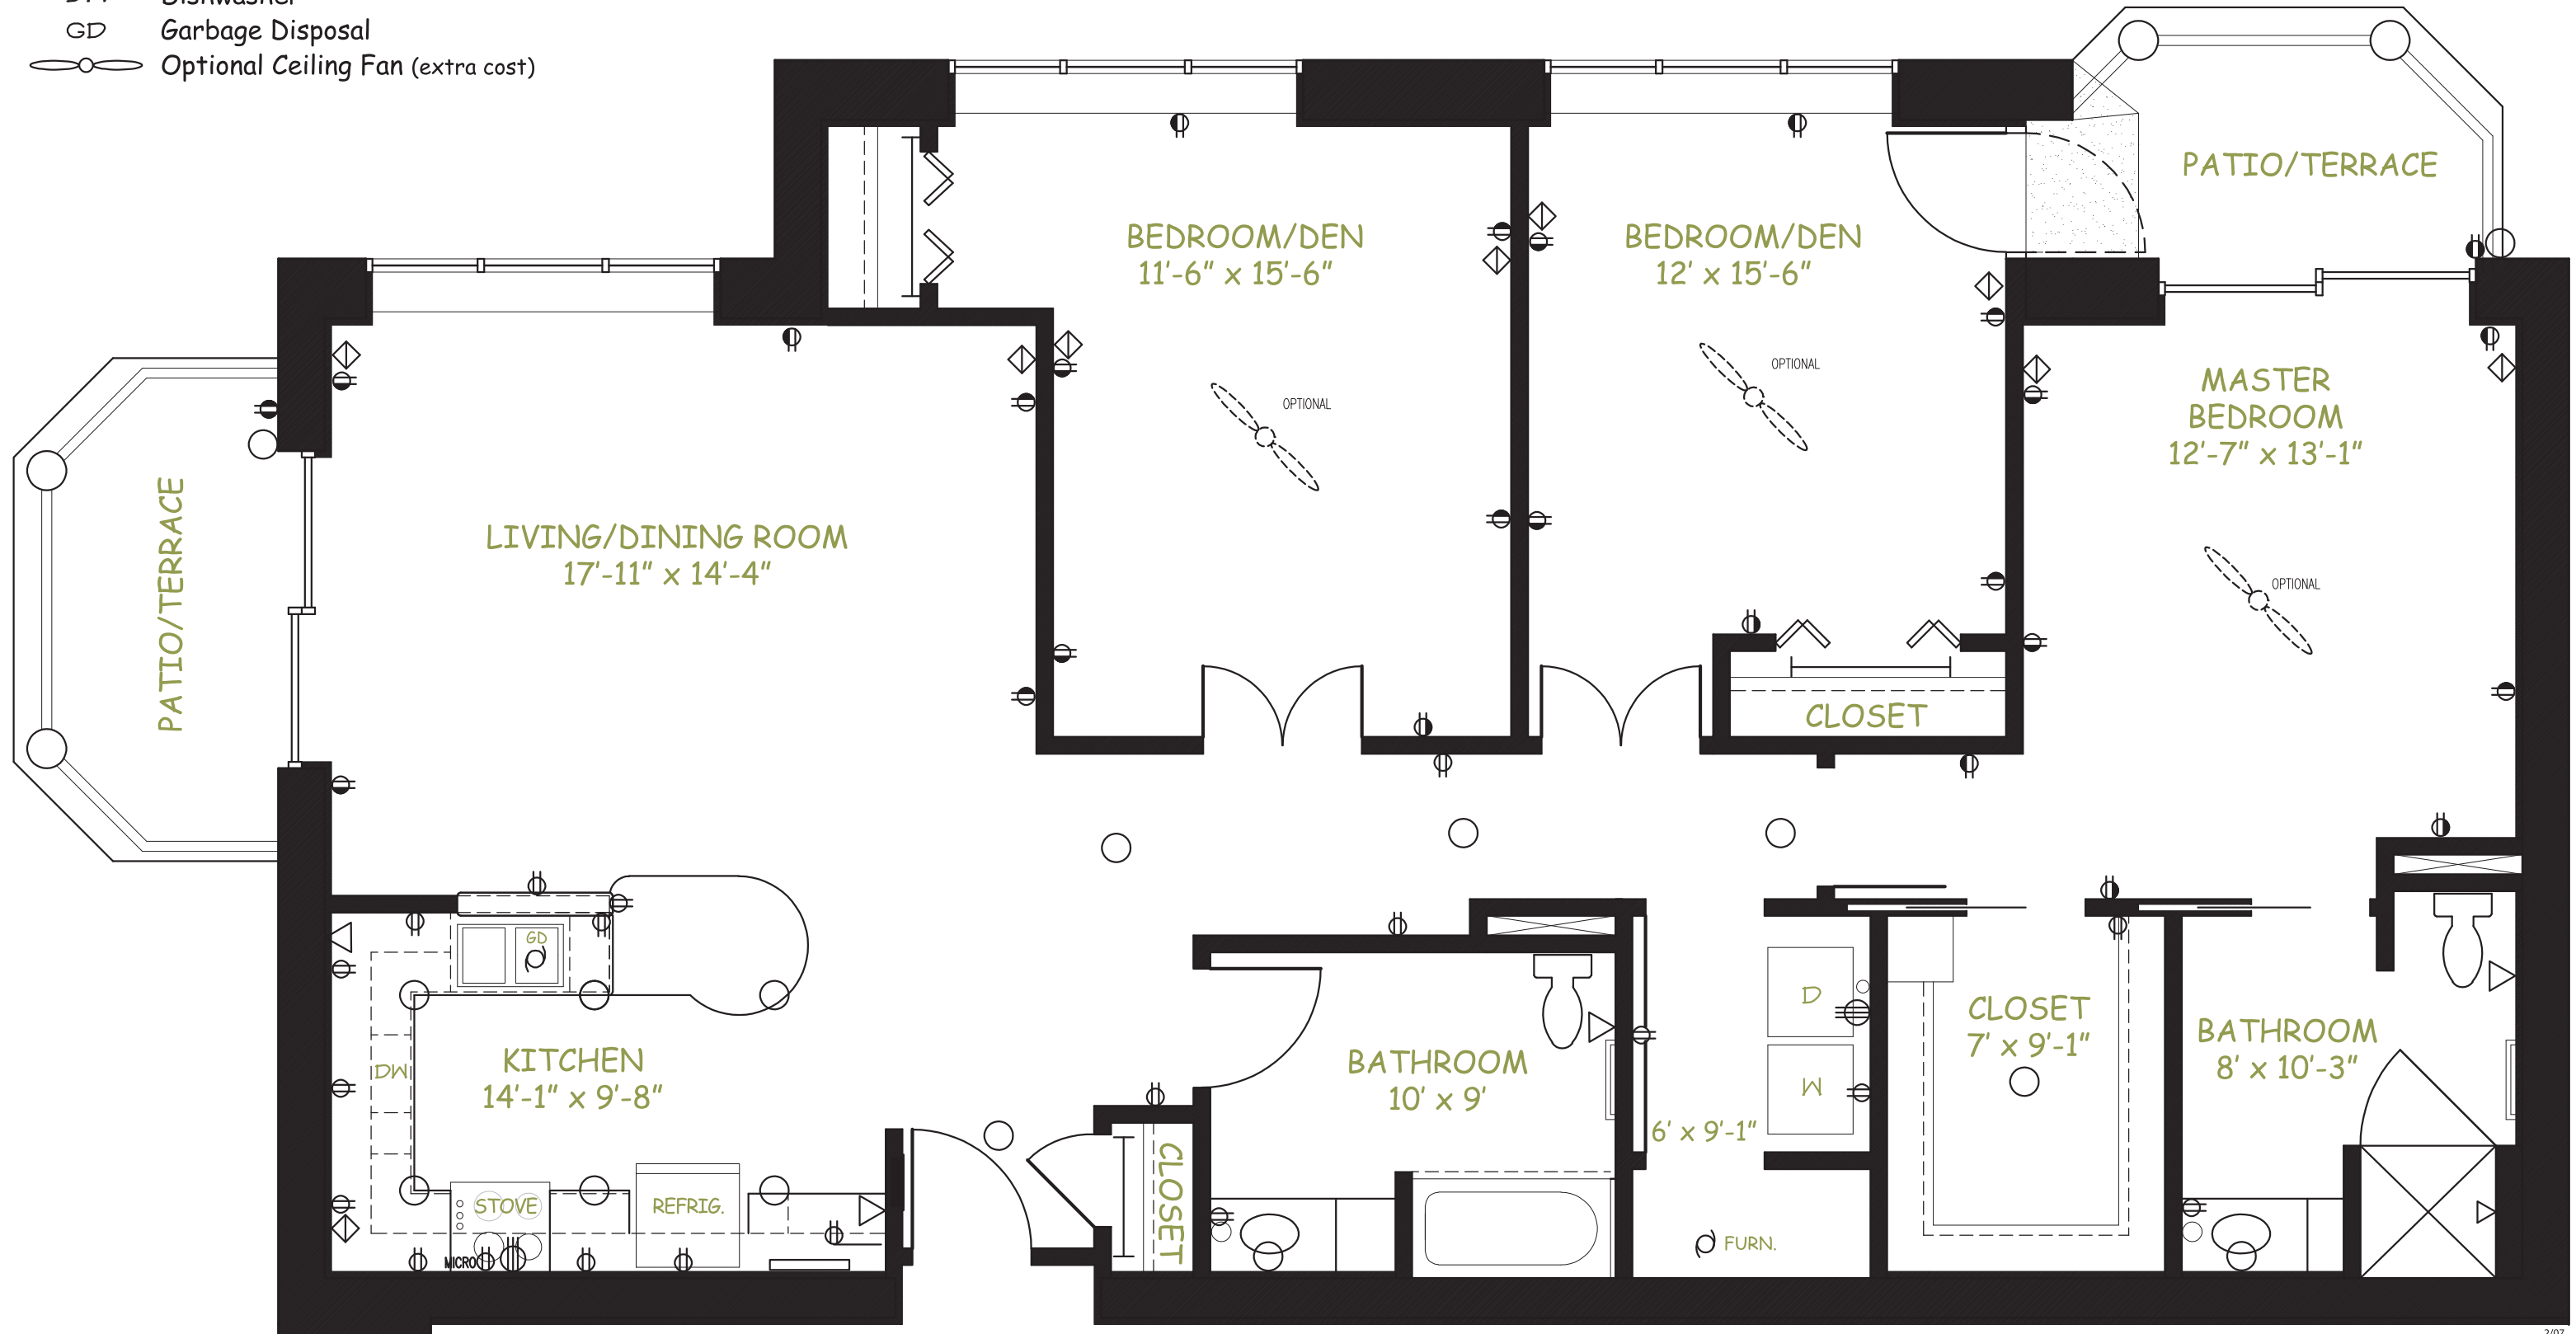 Garbage Disposal
GD
Optional Ceiling Fan (extra cost)
PATIO/TERRACE
BEDROOM/DEN
11'-6" x 15'-6"
BEDROOM/DEN
12' x 15'-6"
OPTIONAL
OPTIONAL
MASTER
BEDROOM
12'-7" x 13'-1"
PATIO/TERRACE
LIVING/DINING ROOM
17'-11" x 14'-4"
OPTIONAL
CLOSET
GD
KITCHEN
14'-1" x 9'-8"
DW
STOVE
REFRIG.
MICRO
CLOSET
BATHROOM
10' x 9'
D
W
6' x 9'-1"
FURN.
CLOSET
7' x 9'-1"
BATHROOM
8' x 10'-3"